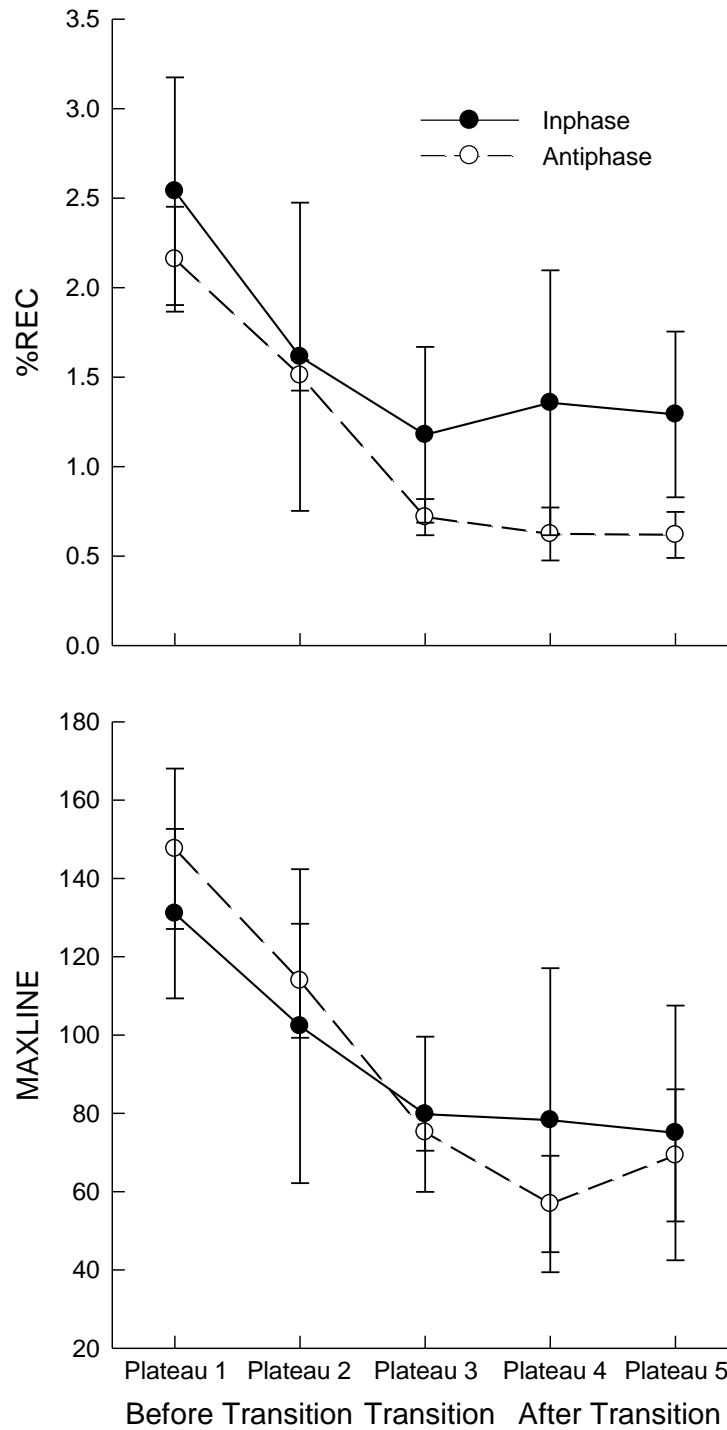 3.5
3.0
2.5
2.0
1.5
1.0
0.5
0.0
%REC
Inphase
Antiphase
180
160
140
120
100
80
60
40
20
MAXLINE
Plateau 1 Plateau 2 Plateau 3 Plateau 4 Plateau 5
Before Transition Transition After Transition